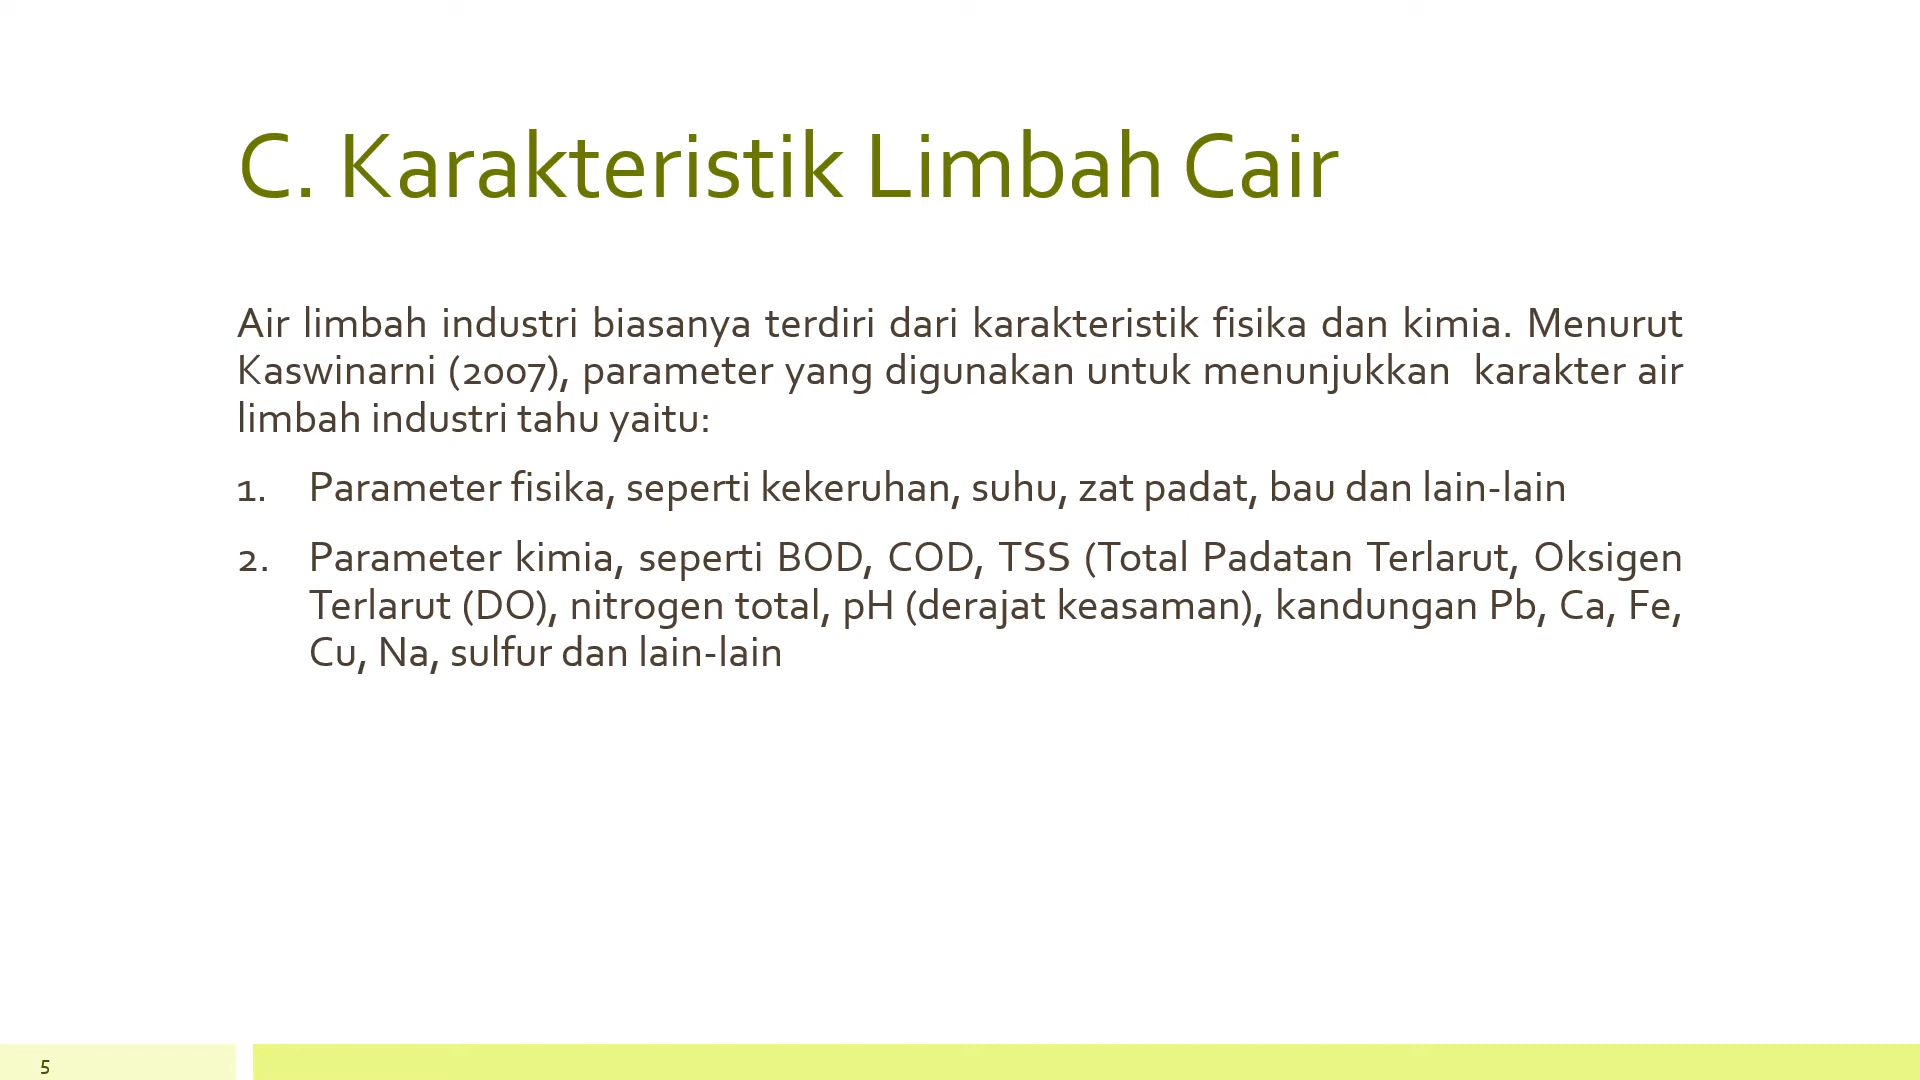 C. Karakteristik Limbah Cair
Air limbah industri biasanya terdiri dari karakteristik fisika dan kimia. Menurut
Kaswinarni (2007), parameter yang digunakan untuk menunjukkan  karakter air
limbah industri tahu yaitu:
1. Parameter fisika, seperti kekeruhan, suhu, zat padat, bau dan lain-lain
2. Parameter kimia, seperti BOD, COD, TSS (Total Padatan Terlarut, Oksigen
Terlarut (DO), nitrogen total, pH (derajat keasaman), kandungan Pb, Ca, Fe,
Cu, Na, sulfur dan lain-lain
5